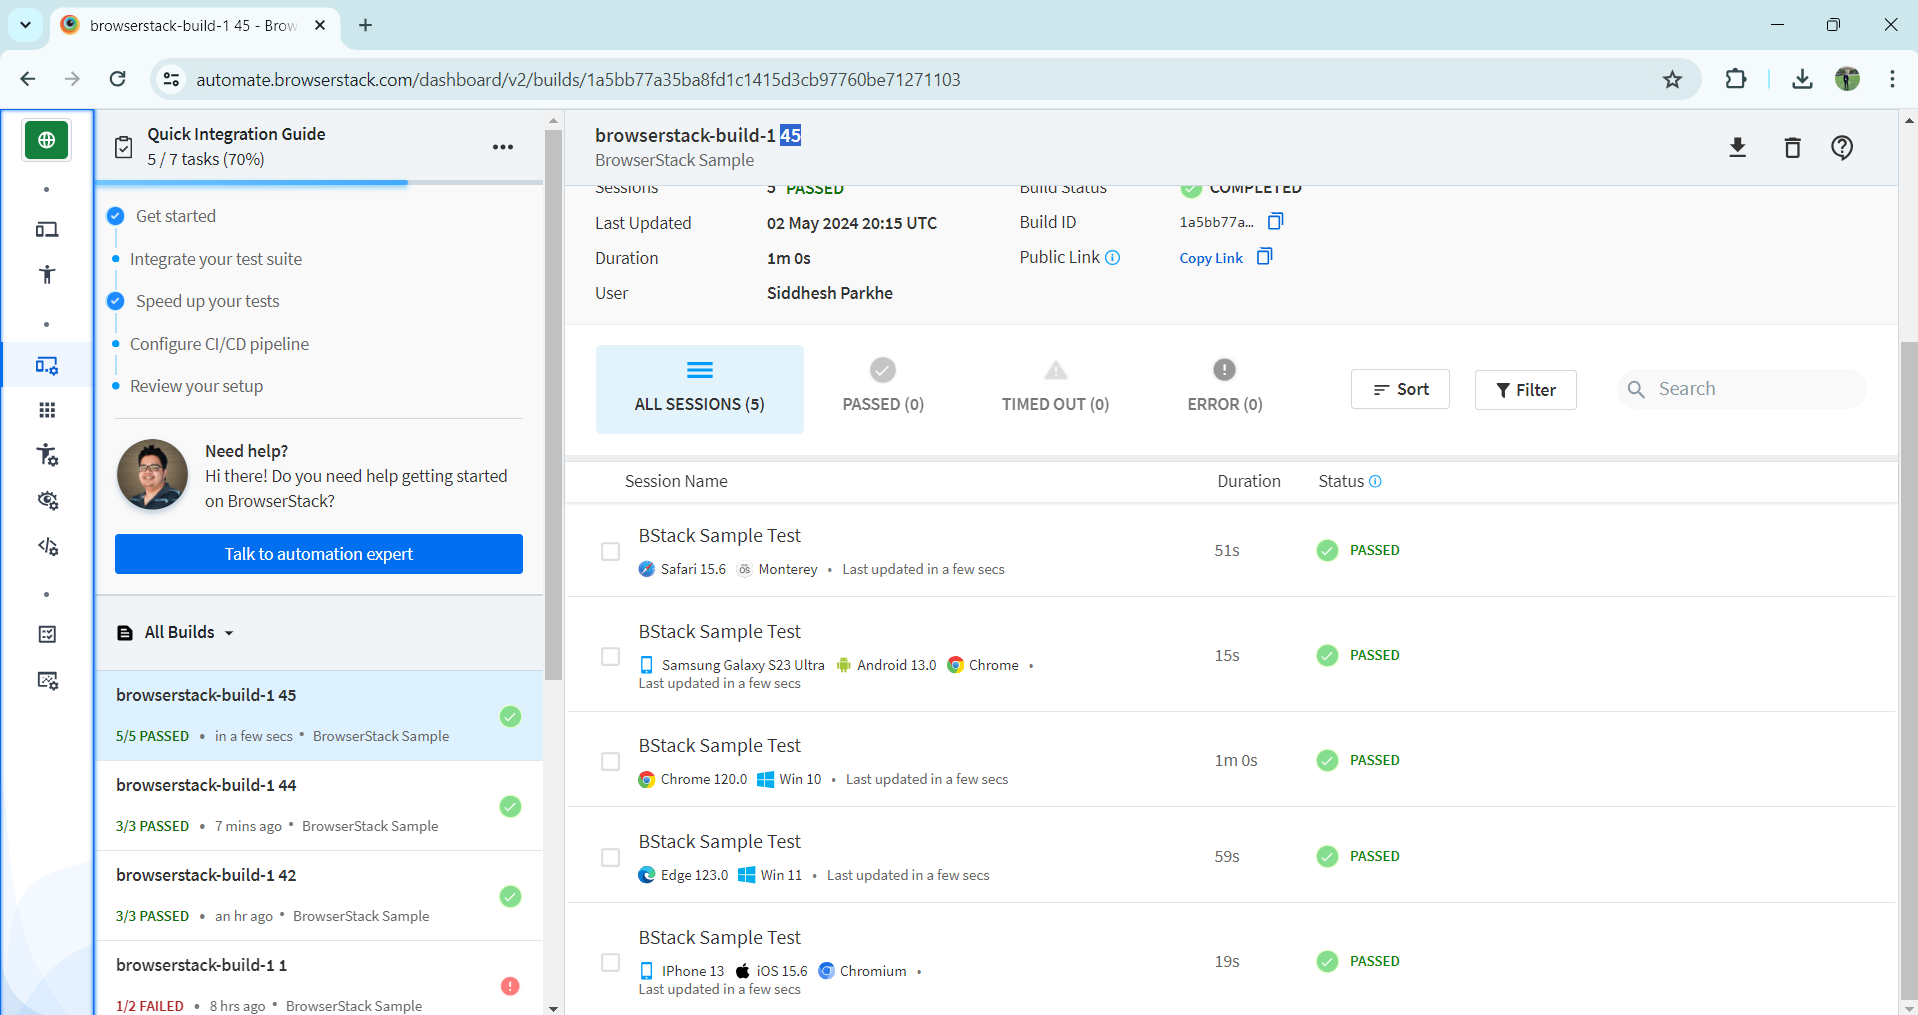 browserstack-build-1 45 - Brow
automate.browserstack.com/dashboard/v2/builds/1a5bb77a35ba8fd1c1415d3cb97760be71271103
Quick Integration Guide
5 / 7 tasks (70%)
Get started
Integrate your test suite
Speed up your tests
Configure CI/CD pipeline
Review your setup
Need help?
Hi there! Do you need help getting started
on BrowserStack?
Talk to automation expert
All Builds
browserstack-build-1 45
5/5 PASSED • in a few secs • BrowserStack Sample
browserstack-build-1 44
3/3 PASSED • 7 mins ago • BrowserStack Sample
browserstack-build-1 42
3/3 PASSED • an hr ago • BrowserStack Sample
browserstack-build-1 1
1/2 FAILED • 8 hrs ago • BrowserStack Sample
browserstack-build-1 45
BrowserStack Sample
Sessions 5 PASSED Build Status COMPLETED
Last Updated 02 May 2024 20:15 UTC Build ID 1a5bb77a...
Duration 1m 0s Public Link Copy Link
User Siddhesh Parkhe
ALL SESSIONS (5) PASSED (0) TIMED OUT (0) ERROR (0) Sort Filter Search
Session Name Duration Status
BStack Sample Test
Safari 15.6 OS Monterey • Last updated in a few secs 51s PASSED
BStack Sample Test
Samsung Galaxy S23 Ultra Android 13.0 Chrome • 15s PASSED
Last updated in a few secs
BStack Sample Test
Chrome 120.0 Win 10 • Last updated in a few secs 1m 0s PASSED
BStack Sample Test
Edge 123.0 Win 11 • Last updated in a few secs 59s PASSED
BStack Sample Test
IPhone 13 iOS 15.6 Chromium • 19s PASSED
Last updated in a few secs